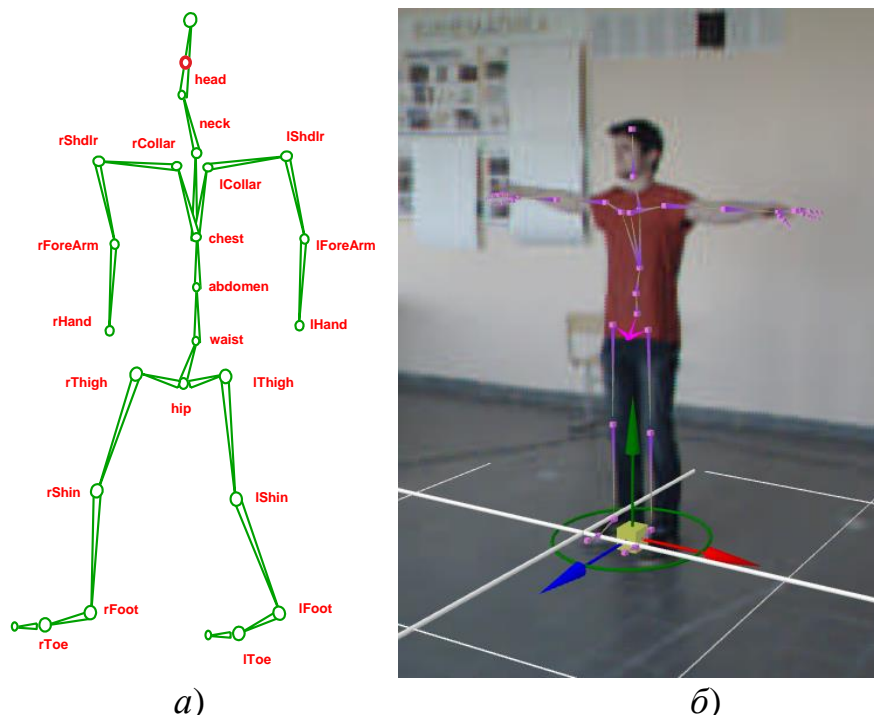 КИНЕМАТИКА
head
neck
rShdlr
rCollar
lShdlr
lCollar
rForeArm
chest
lForeArm
abdomen
rHand
waist
lHand
rThigh
lThigh
hip
rShin
lShin
rFoot
lFoot
rToe
lToe
а)
б)